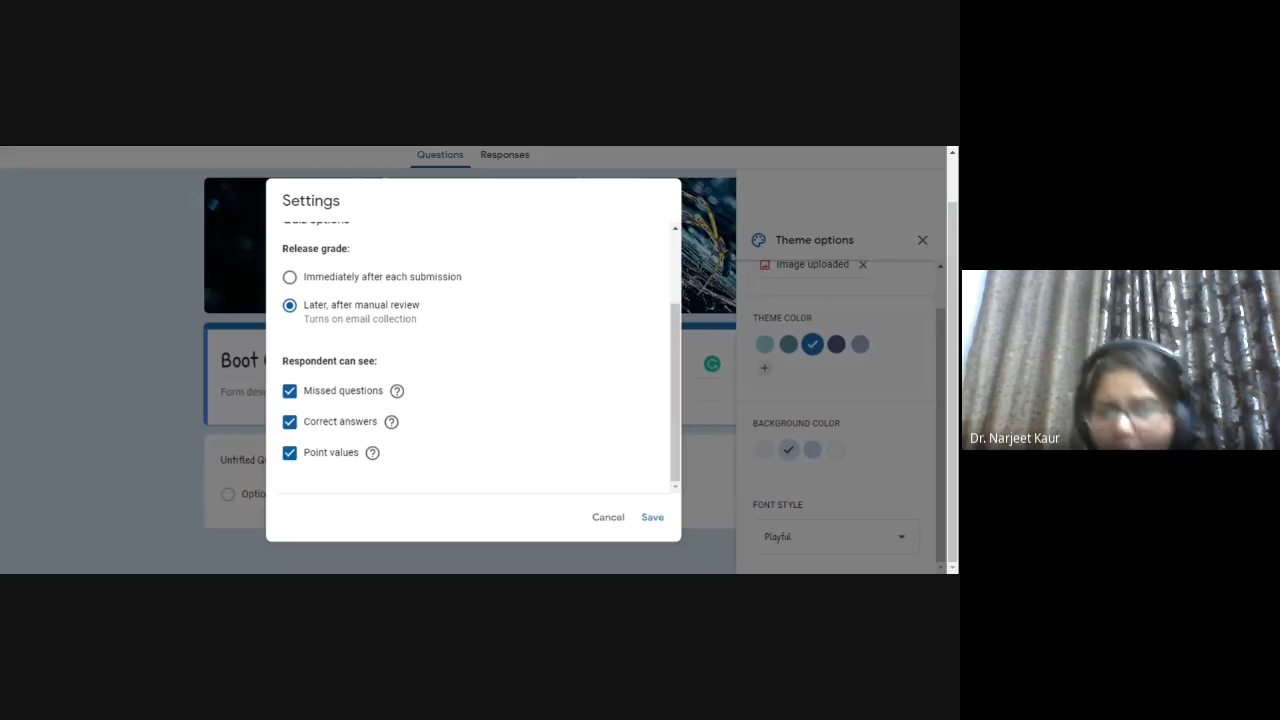 Questions Responses
Settings
Quiz options
Release grade:
Immediately after each submission
Later, after manual review
Turns on email collection
Respondent can see:
Missed questions
Correct answers
Point values
Cancel Save
Boot
Form
Untitled
Theme options
Image uploaded
THEME COLOR
BACKGROUND COLOR
FONT STYLE
Playful
Dr. Narjeet Kaur